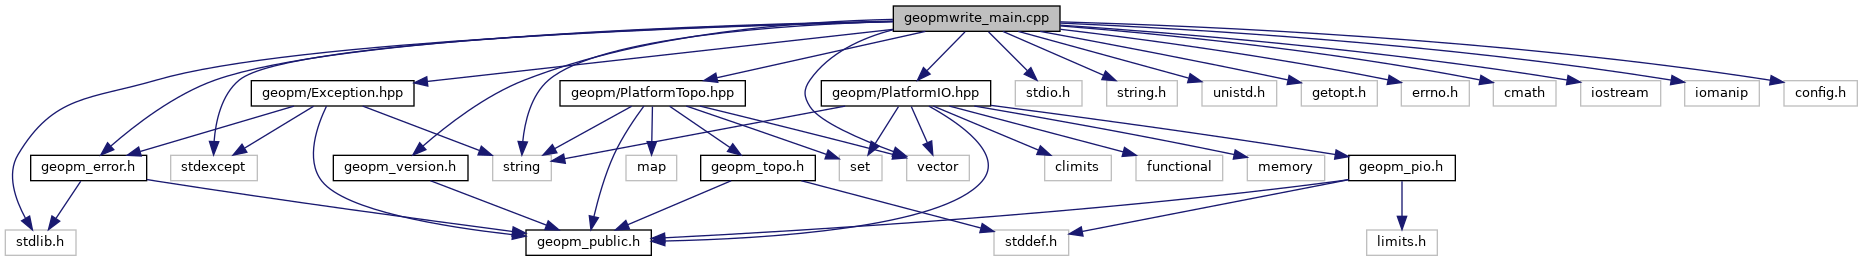 geopmwrite_main.cpp
geopm/Exception.hpp
geopm/PlatformTopo.hpp
geopm/PlatformIO.hpp
stdio.h
string.h
unistd.h
getopt.h
errno.h
cmath
iostream
iomanip
config.h
geopm_error.h
stdexcept
geopm_version.h
string
map
geopm_topo.h
set
vector
climits
functional
memory
geopm_pio.h
stdlib.h
geopm_public.h
stddef.h
limits.h